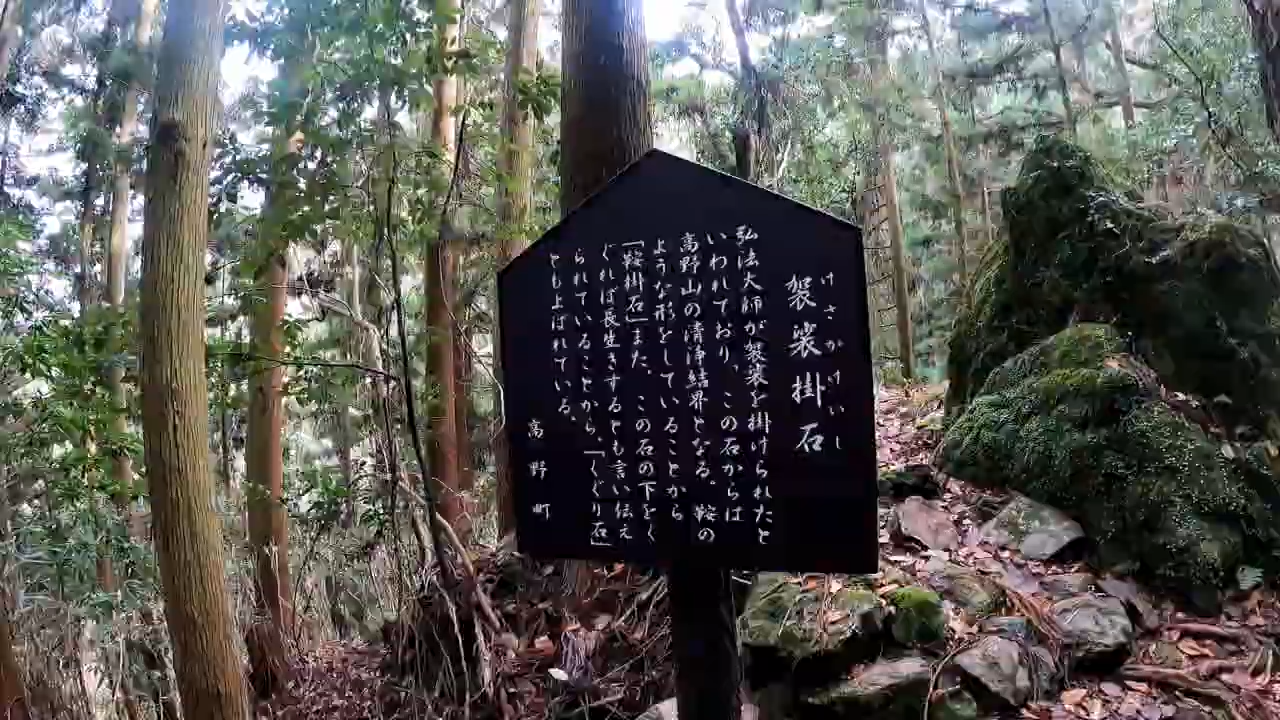 けさかけいし
袈裟掛石
弘法大師が袈裟を掛けられたと
いわれており、この石からは
高野山の清浄結界となる。鞍の
ような形をしていることから
「鞍掛石」また、この石の下をく
ぐれば長生きするとも言い伝え
られていることから、「くぐり石」
とも上ばれている。
高野町